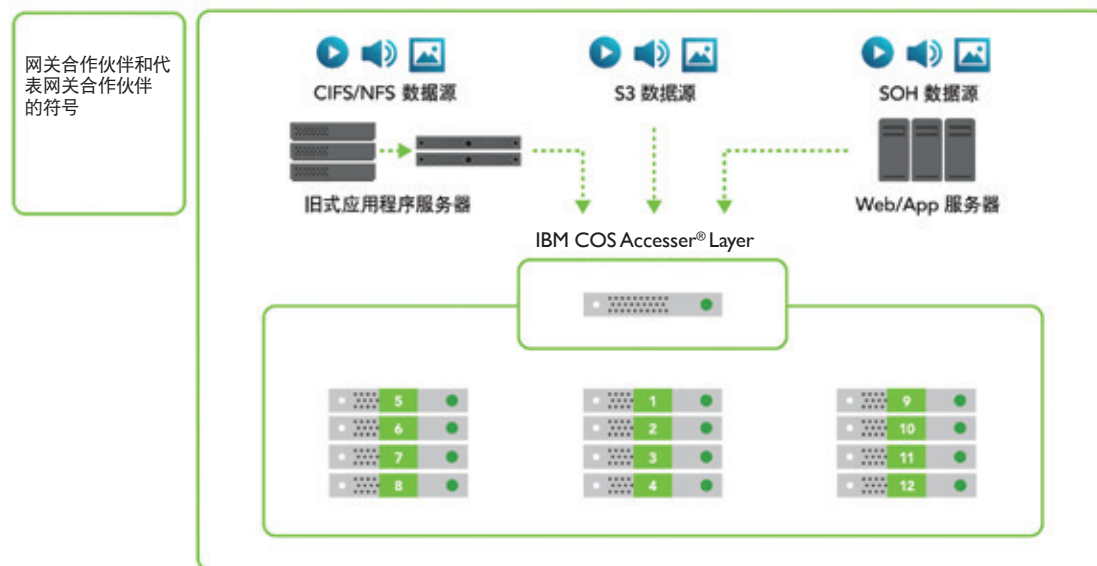 网关合作伙伴和代
表网关合作伙伴
的符号
CIFS/NFS 数据源
S3 数据源
SOH 数据源
旧式应用程序服务器
Web/App 服务器
IBM COS Accesser® Layer
5
6
7
8
1
2
3
4
9
10
11
12